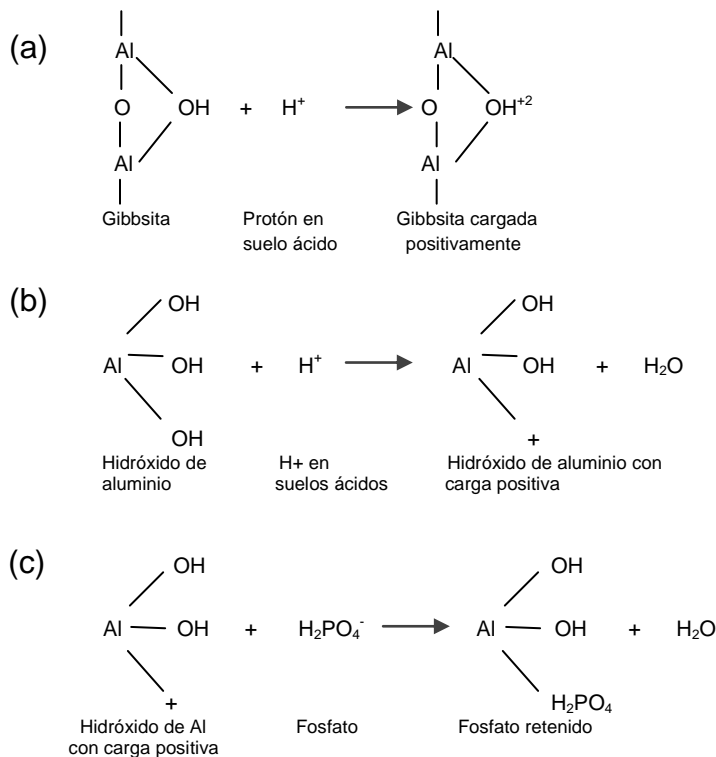 (a)
Al Al
O OH + H⁺ O OH⁺²
Al Al
Gibbsita Protón en Gibbsita cargada
suelo ácido positivamente
(b)
OH OH
Al OH + H⁺ Al OH + H₂O
OH +
Hidróxido de H+ en Hidróxido de aluminio con
aluminio suelos ácidos carga positiva
(c)
OH OH
Al OH + H₂PO₄⁻ Al OH + H₂O
+ H₂PO₄
Hidróxido de Al Fosfato Fosfato retenido
con carga positiva